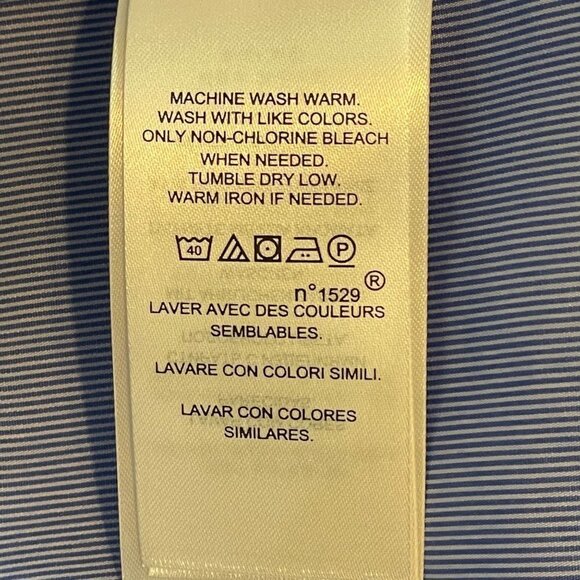 MACHINE WASH WARM.
WASH WITH LIKE COLORS.
ONLY NON-CHLORINE BLEACH
WHEN NEEDED.
TUMBLE DRY LOW.
WARM IRON IF NEEDED.
40 P
n°1529 ®
LAVER AVEC DES COULEURS
SEMBLABLES.
LAVARE CON COLORI SIMILI.
LAVAR CON COLORES
SIMILARES.